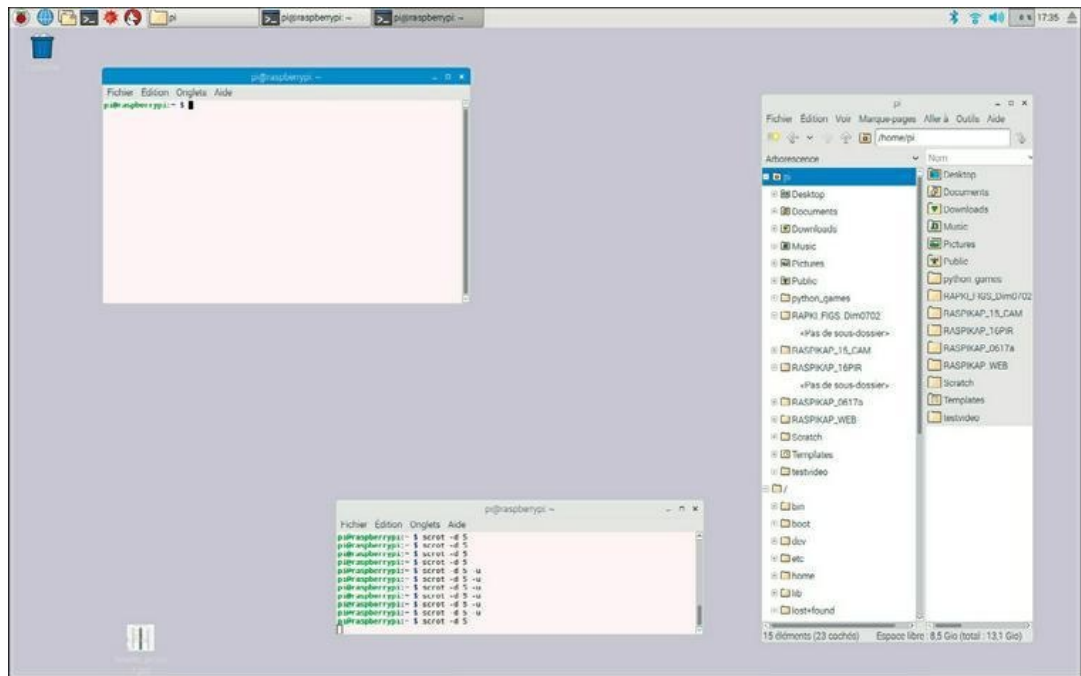 pi
pi@raspberrypi: ~
pi@raspberrypi: ~
17:35
pi@raspberrypi: ~
Fichier Édition Onglets Aide
pi@raspberrypi:~ $
pi
Fichier Édition Voir Marque-pages Aller à Outils Aide
/home/pi
Arborescence
Nom
pi
Desktop
Documents
Downloads
Music
Pictures
Public
python_games
RAPKI_FIGS_Dim0702
«Pas de sous-dossier»
RASPIKAP_15_CAM
RASPIKAP_16PIR
«Pas de sous-dossier»
RASPIKAP_0617a
RASPIKAP_WEB
Scratch
Templates
testvideo
/
bin
boot
dev
etc
home
lib
lost+found
Desktop
Documents
Downloads
Music
Pictures
Public
python_games
RAPKI_FIGS_Dim0702
RASPIKAP_15_CAM
RASPIKAP_16PIR
RASPIKAP_0617a
RASPIKAP_WEB
Scratch
Templates
testvideo
15 éléments (23 cachés) Espace libre : 8,5 Gio (total : 13,1 Gio)
pi@raspberrypi: ~
Fichier Édition Onglets Aide
pi@raspberrypi:~ $ scrot -d 5
pi@raspberrypi:~ $ scrot -d 5
pi@raspberrypi:~ $ scrot -d 5
pi@raspberrypi:~ $ scrot -d 5
pi@raspberrypi:~ $ scrot -d 5 -u
pi@raspberrypi:~ $ scrot -d 5 -u
pi@raspberrypi:~ $ scrot -d 5 -u
pi@raspberrypi:~ $ scrot -d 5 -u
pi@raspberrypi:~ $ scrot -d 5 -u
pi@raspberrypi:~ $ scrot -d 5